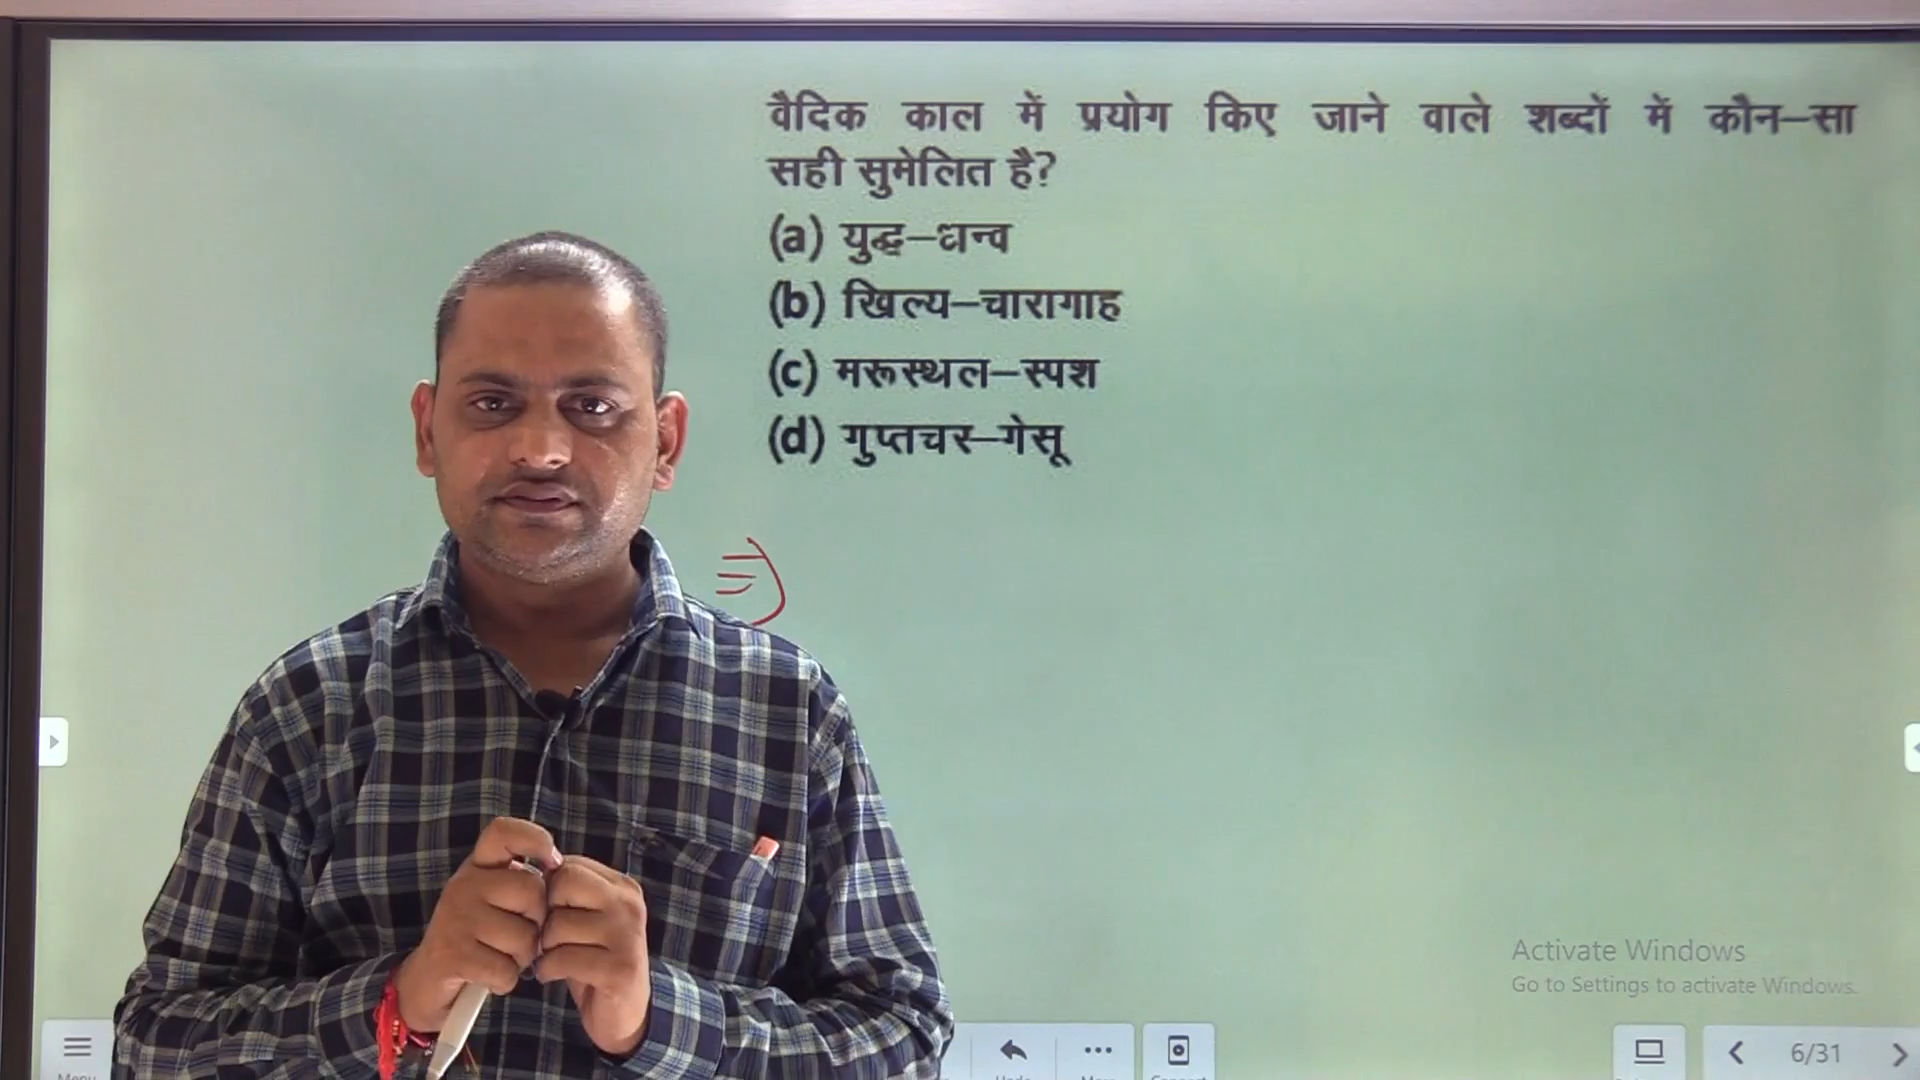 वैदिक काल में प्रयोग किए जाने वाले शब्दों में कौन–सा
सही सुमेलित है?
(a) युद्ध–धन्व
(b) खिल्य–चारागाह
(c) मरूस्थल–स्पश
(d) गुप्तचर–गेसू
Activate Windows
Go to Settings to activate Windows.
6/31